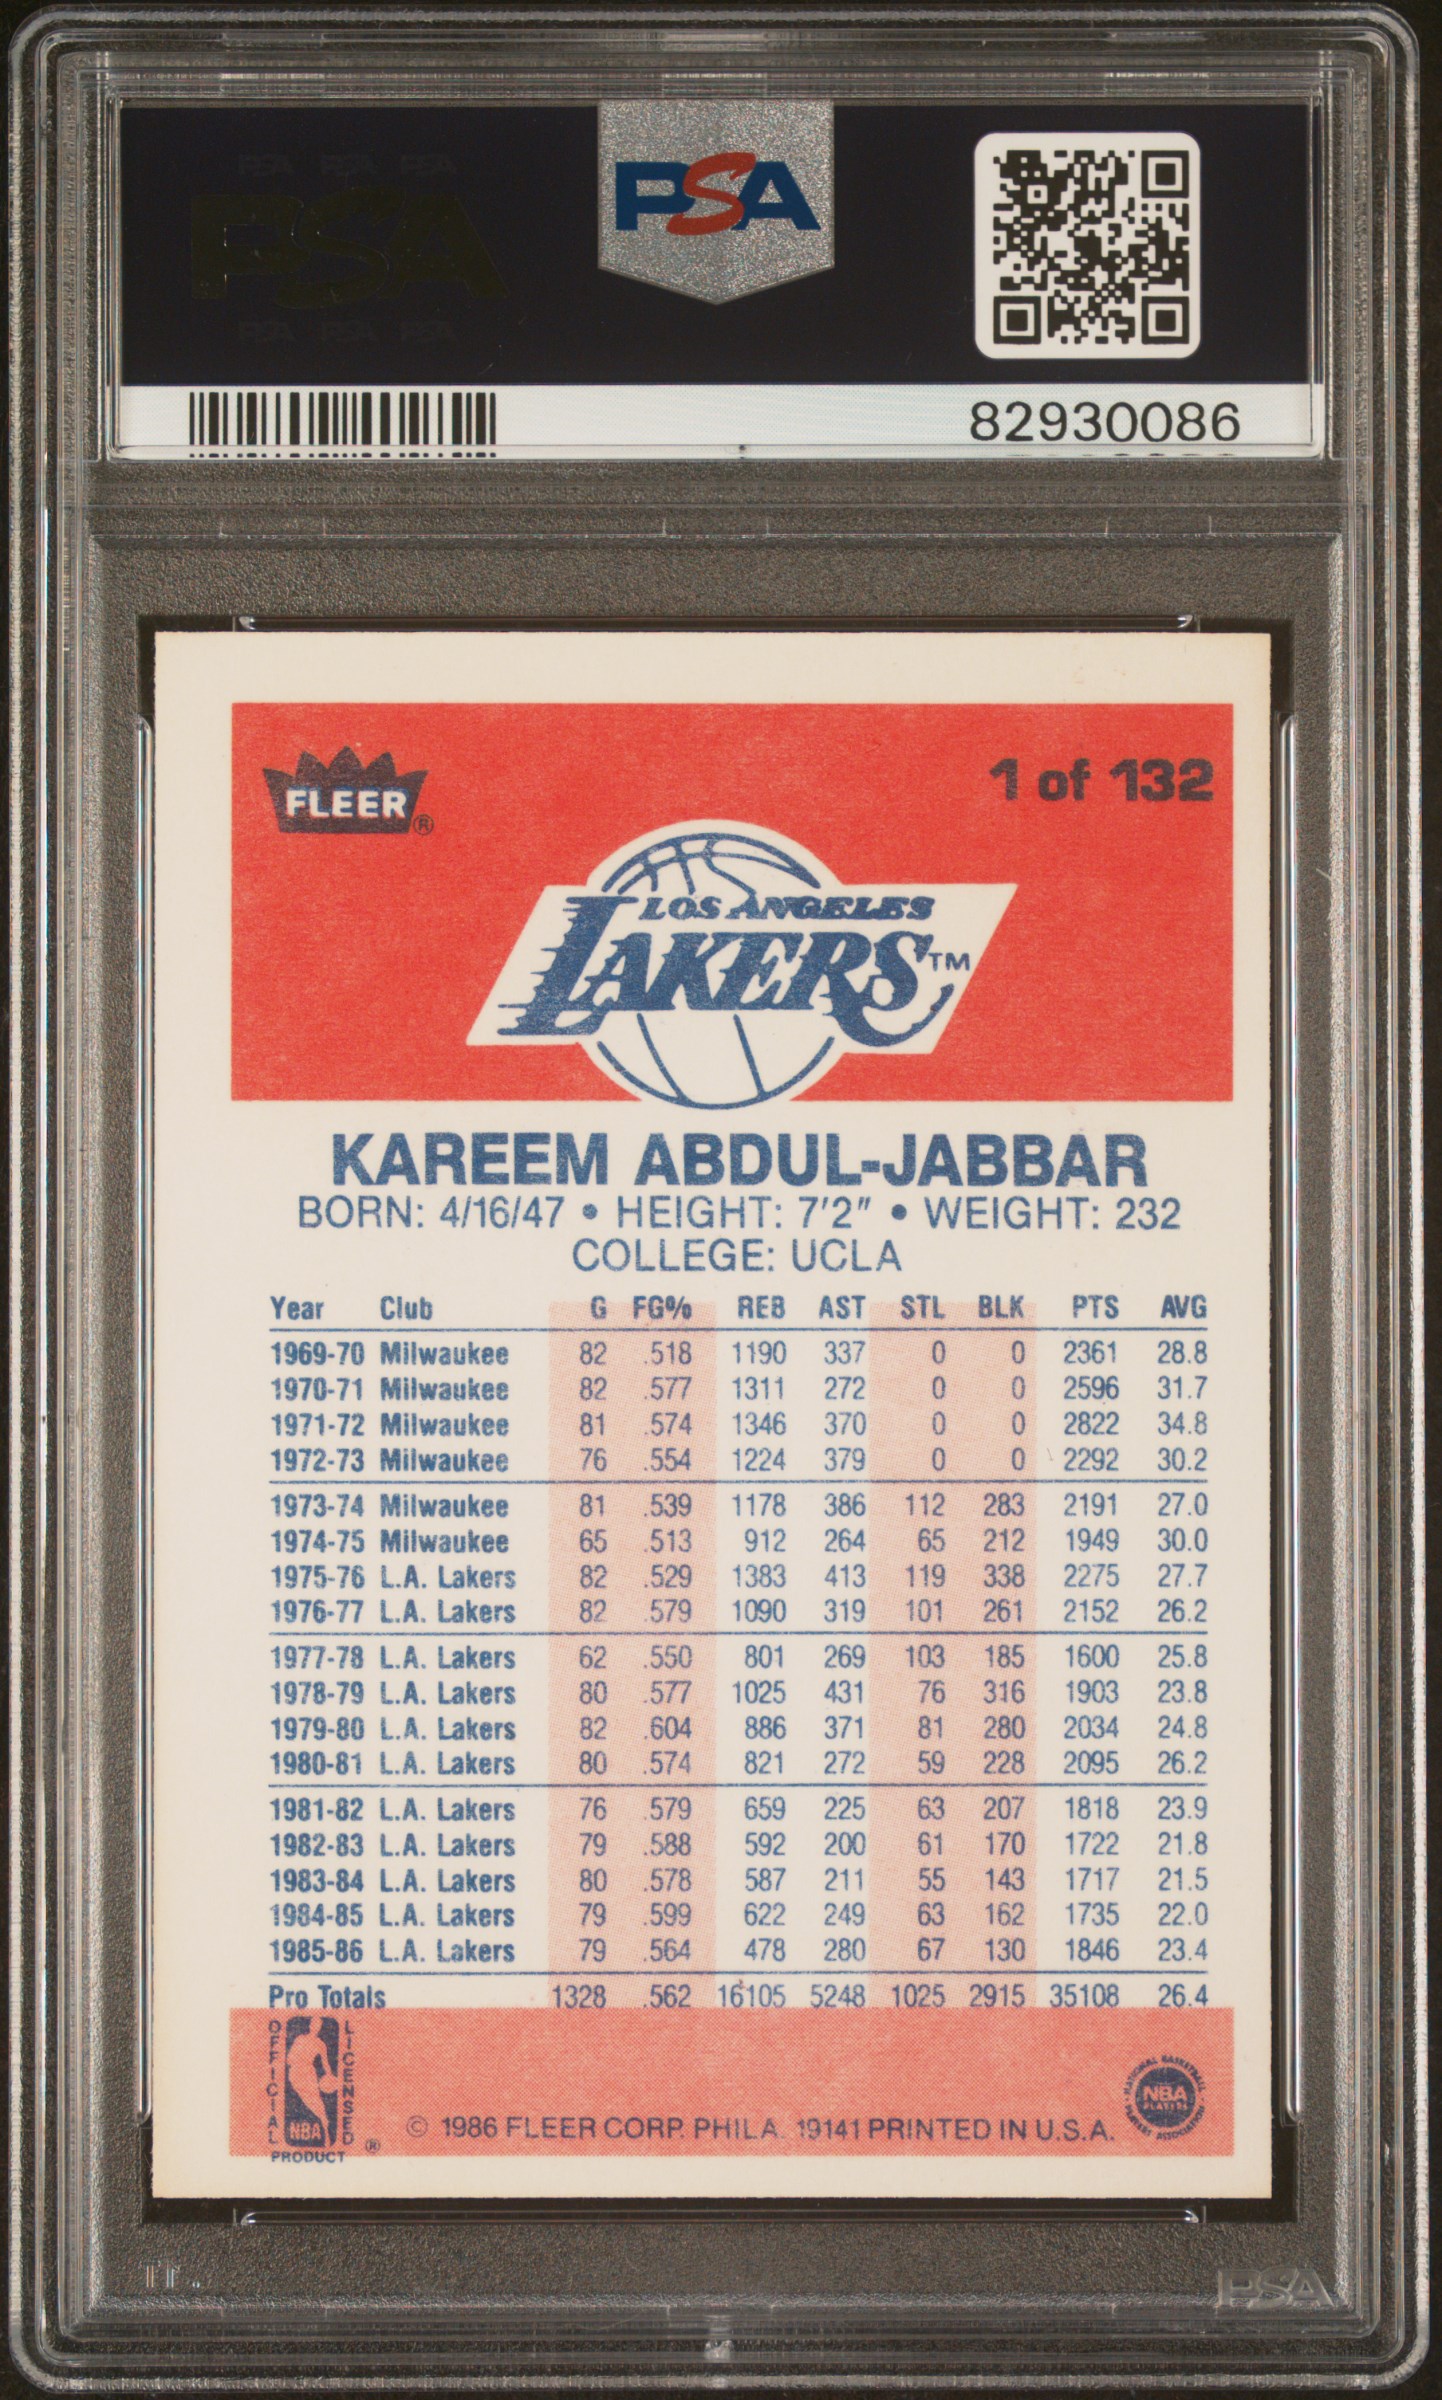 PSA PSA PSA
PSA
PSA
PSA PSA PSA
82930086
FLEER®
1 of 132
LOS ANGELES
LAKERS™
KAREEM ABDUL-JABBAR
BORN: 4/16/47 • HEIGHT: 7'2" • WEIGHT: 232
COLLEGE: UCLA
Year Club G FG% REB AST STL BLK PTS AVG
1969-70 Milwaukee 82 .518 1190 337 0 0 2361 28.8
1970-71 Milwaukee 82 .577 1311 272 0 0 2596 31.7
1971-72 Milwaukee 81 .574 1346 370 0 0 2822 34.8
1972-73 Milwaukee 76 .554 1224 379 0 0 2292 30.2
1973-74 Milwaukee 81 .539 1178 386 112 283 2191 27.0
1974-75 Milwaukee 65 .513 912 264 65 212 1949 30.0
1975-76 L.A. Lakers 82 .529 1383 413 119 338 2275 27.7
1976-77 L.A. Lakers 82 .579 1090 319 101 261 2152 26.2
1977-78 L.A. Lakers 62 .550 801 269 103 185 1600 25.8
1978-79 L.A. Lakers 80 .577 1025 431 76 316 1903 23.8
1979-80 L.A. Lakers 82 .604 886 371 81 280 2034 24.8
1980-81 L.A. Lakers 80 .574 821 272 59 228 2095 26.2
1981-82 L.A. Lakers 76 .579 659 225 63 207 1818 23.9
1982-83 L.A. Lakers 79 .588 592 200 61 170 1722 21.8
1983-84 L.A. Lakers 80 .578 587 211 55 143 1717 21.5
1984-85 L.A. Lakers 79 .599 622 249 63 162 1735 22.0
1985-86 L.A. Lakers 79 .564 478 280 67 130 1846 23.4
Pro Totals 1328 .562 16105 5248 1025 2915 35108 26.4
OFFICIAL LICENSED
NBA
PRODUCT ®
© 1986 FLEER CORP. PHILA. 19141 PRINTED IN U.S.A.
NATIONAL BASKETBALL
NBA
PLAYERS
PLAYERS ASSOCIATION
PSA